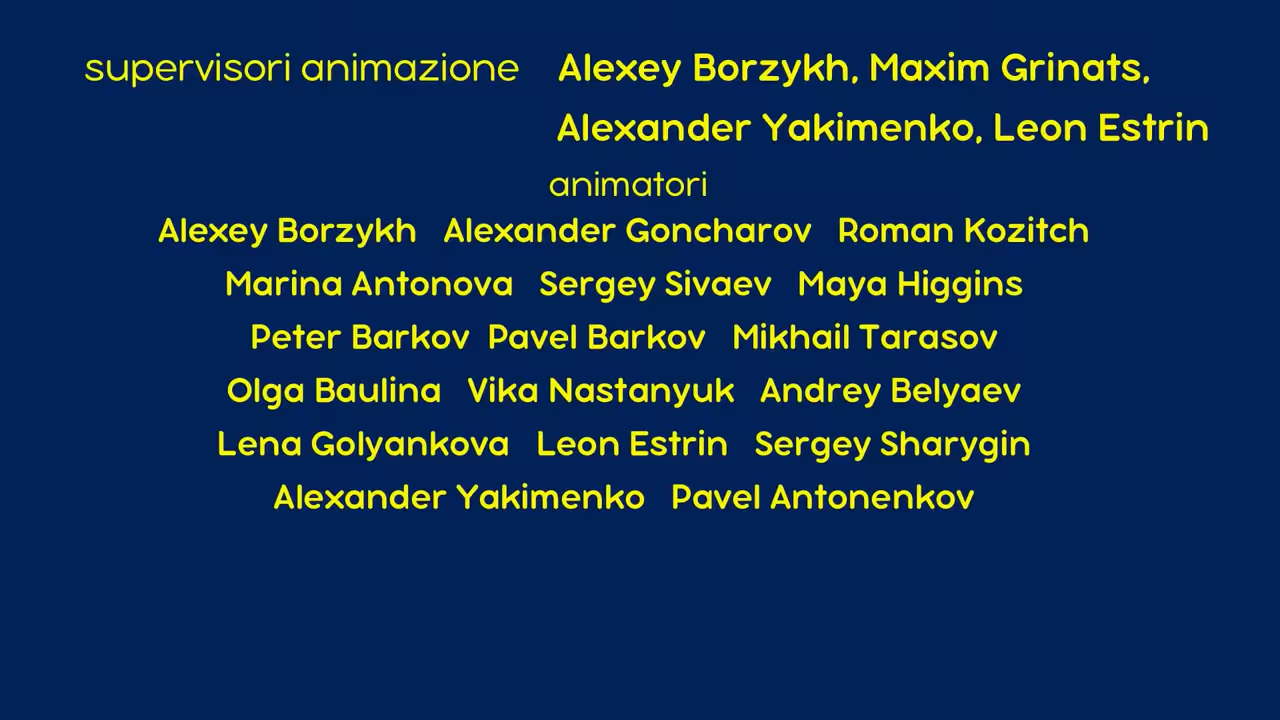 supervisori animazione Alexey Borzykh, Maxim Grinats,
Alexander Yakimenko, Leon Estrin
animatori
Alexey Borzykh Alexander Goncharov Roman Kozitch
Marina Antonova Sergey Sivaev Maya Higgins
Peter Barkov Pavel Barkov Mikhail Tarasov
Olga Baulina Vika Nastanyuk Andrey Belyaev
Lena Golyankova Leon Estrin Sergey Sharygin
Alexander Yakimenko Pavel Antonenkov